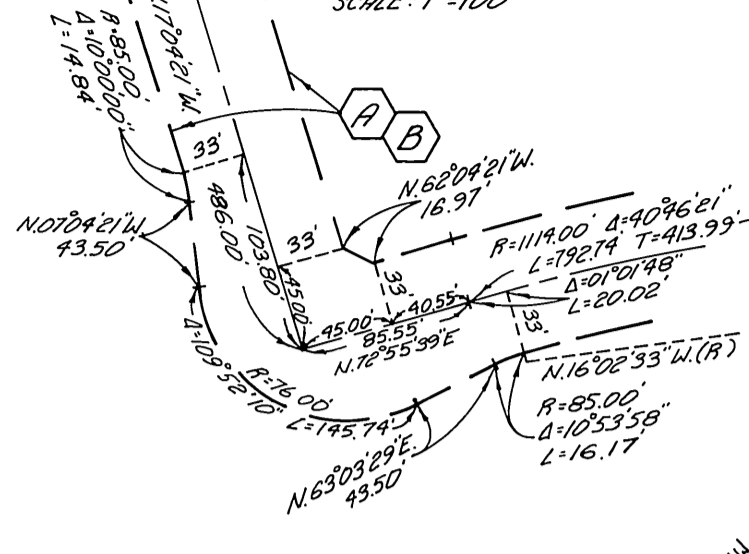 SCALE: 1"=100'
R=85.00'
Δ=10°00'00"
L=14.84'
N.17°04'21"W.
A
B
33'
N.62°04'21"W.
16.97'
N.07°04'21"W.
43.50'
486.00'
103.80'
33'
45.00'
33'
R=1114.00' Δ=40°46'21"
L=792.74' T=413.99'
Δ=01°01'48"
L=20.02'
45.00'
40.55'
85.55'
N.72°55'39"E
33'
Δ=109°52'10"
R=76.00'
L=145.74'
N.16°02'33"W.(R)
R=85.00'
Δ=10°53'58"
L=16.17'
N.63°03'29"E.
43.50'